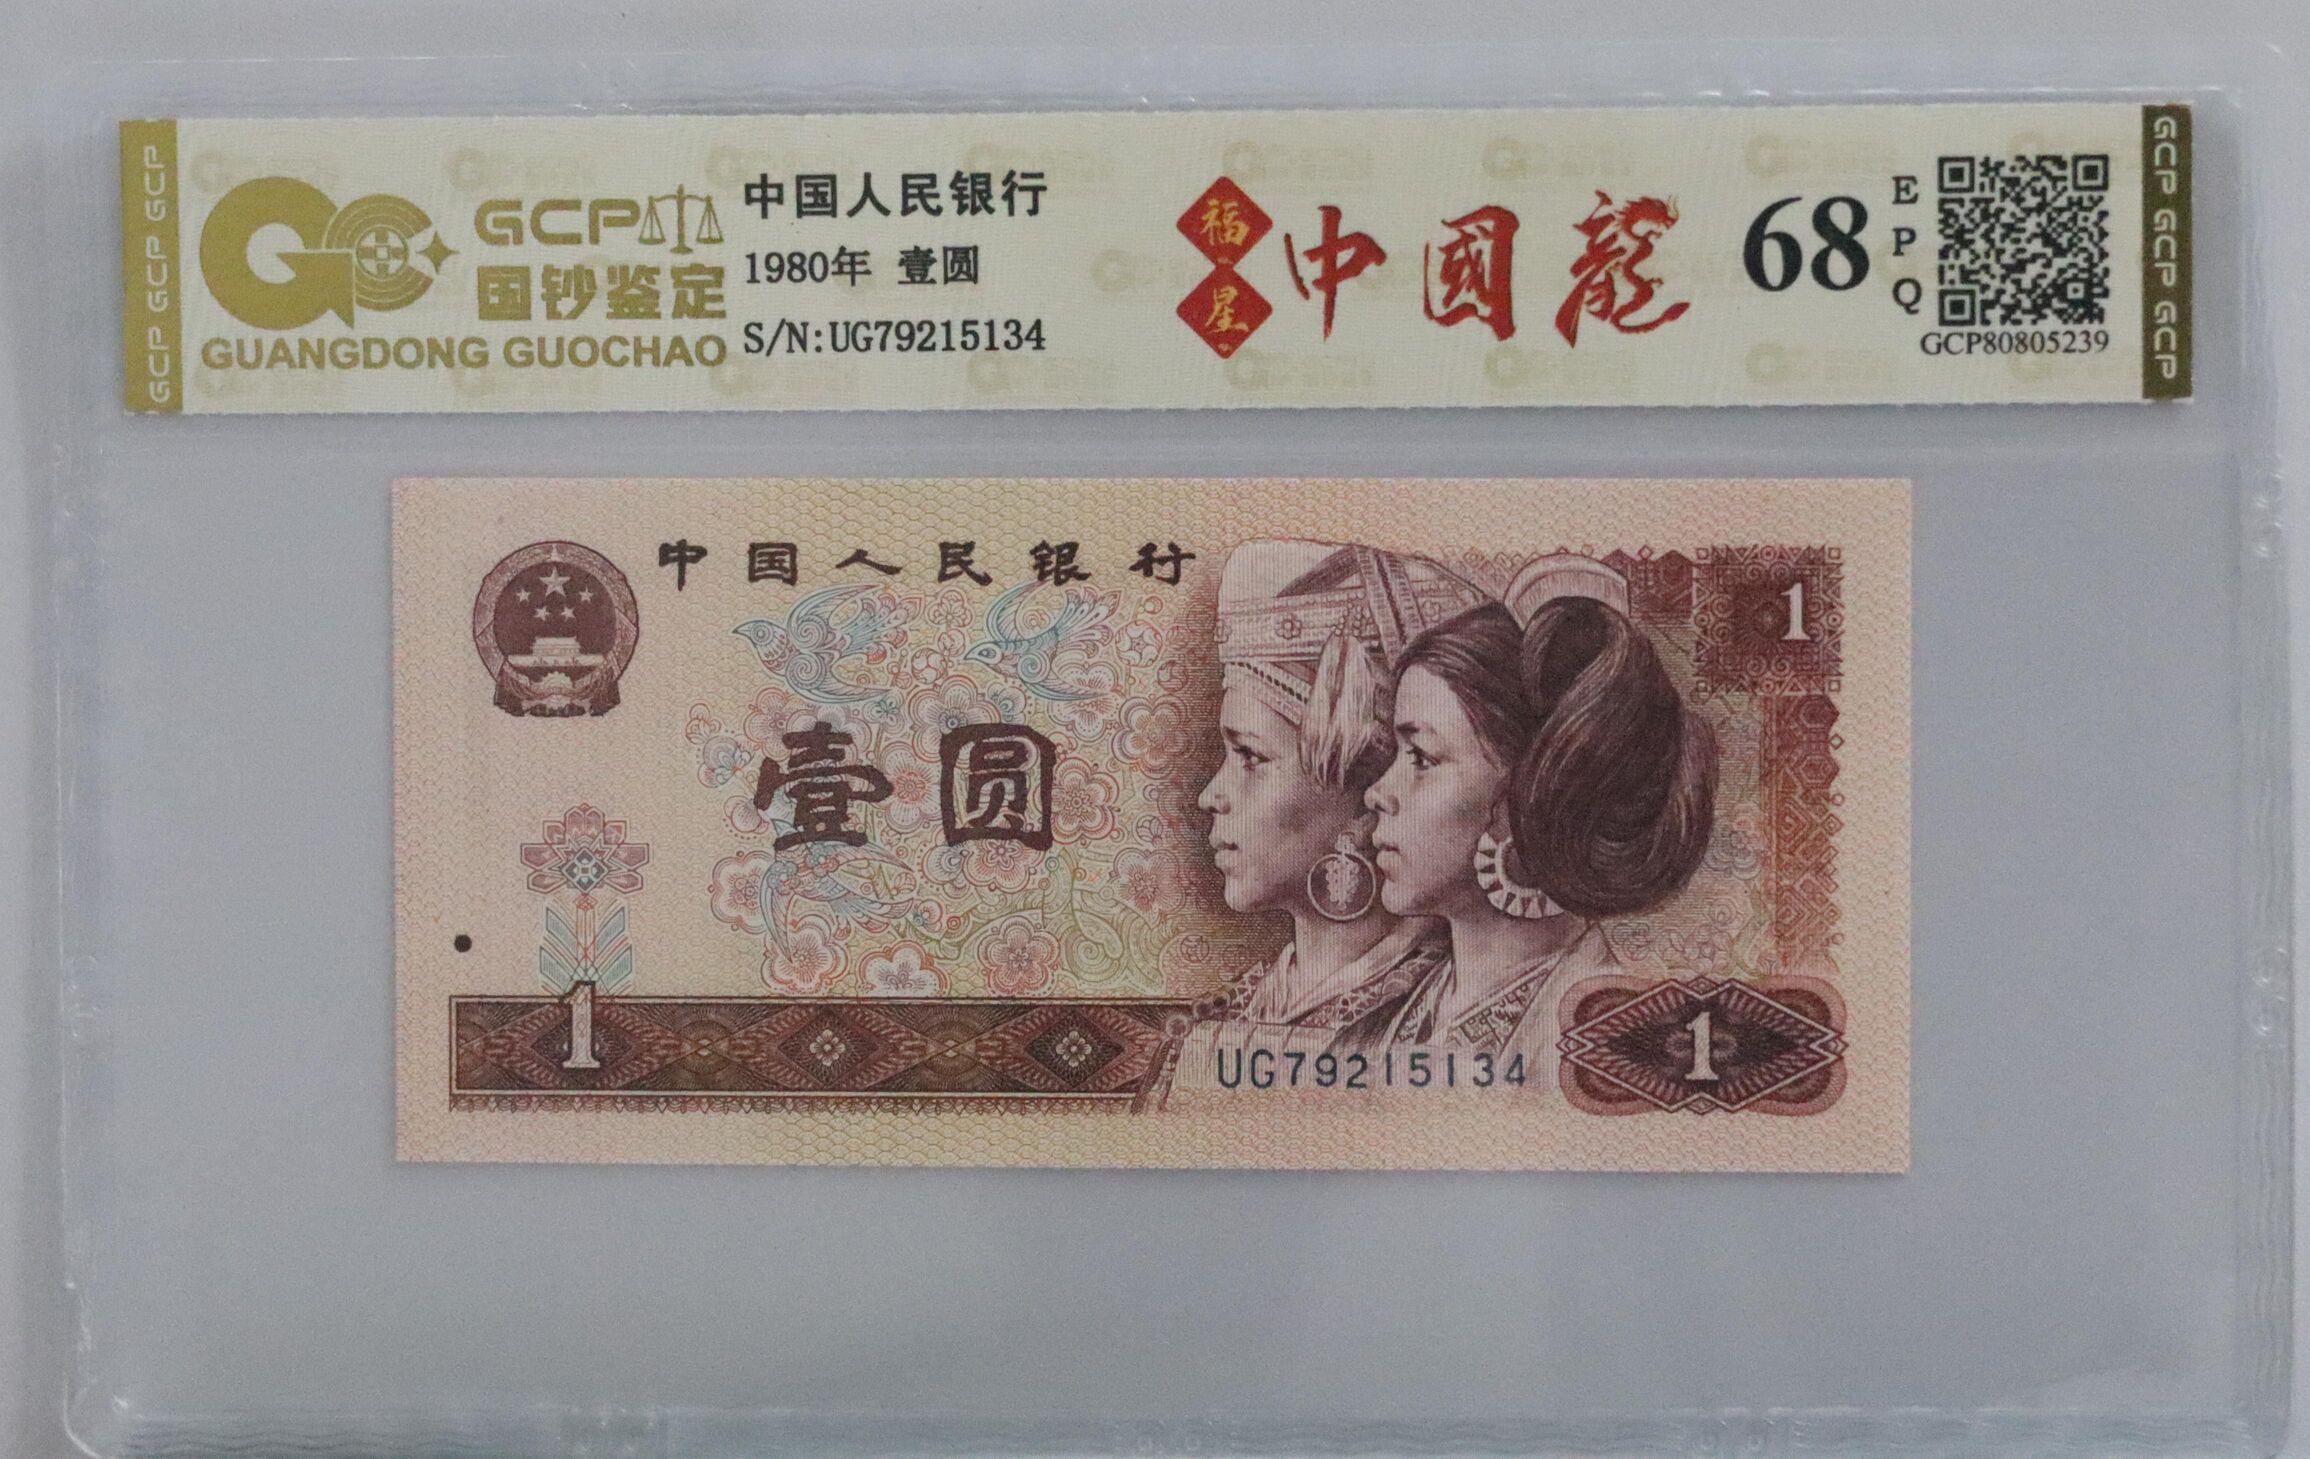 GCP GCP GCP
GCP
国钞鉴定
GUANGDONG GUOCHAO
中国人民银行
1980年 壹圆
S/N:UG79215134
福星
中國龍
68
EPQ
GCP80805239
GCP GCP GCP
中国人民银行
1
壹圆
1
UG79215134
1